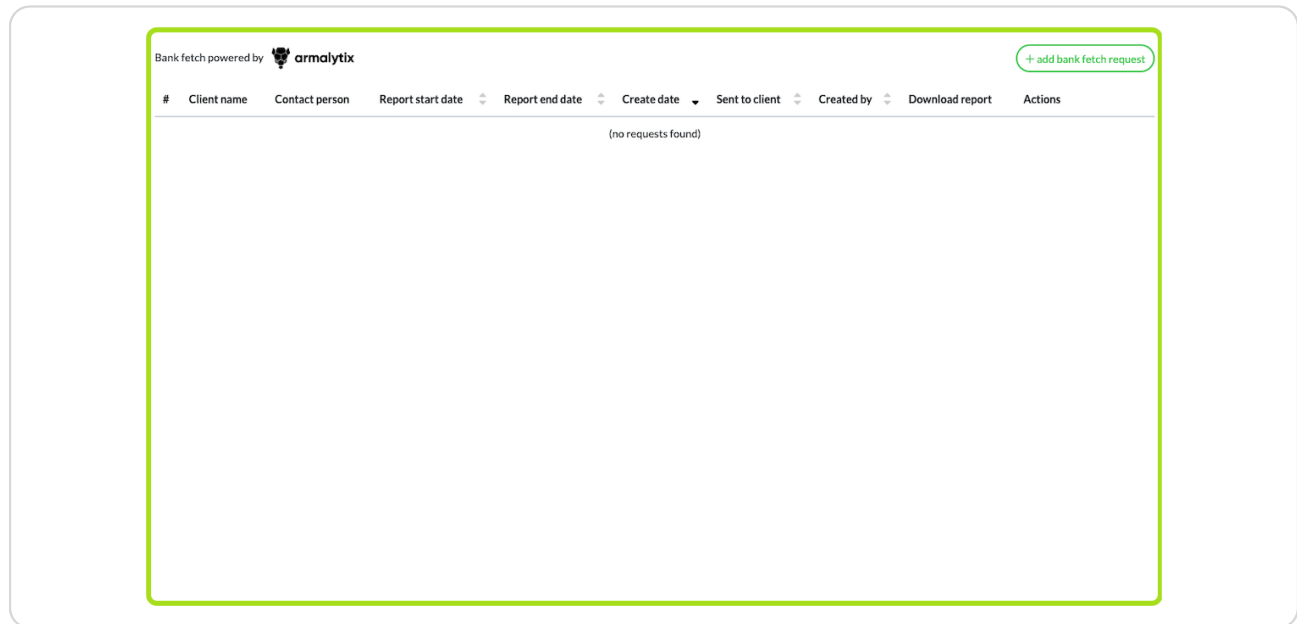 Bank fetch powered by armalytix
+ add bank fetch request
# Client name Contact person Report start date Report end date Create date Sent to client Created by Download report Actions
(no requests found)